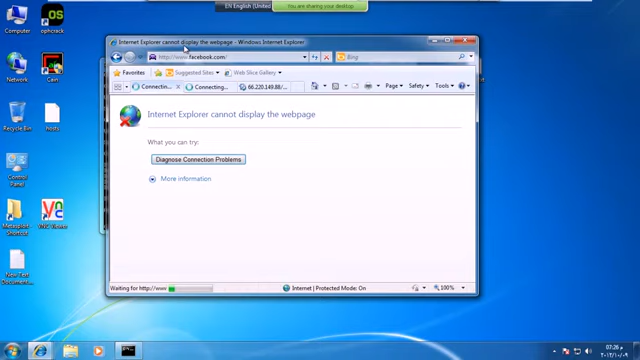 EN English (United
You are sharing your desktop.
Computer
ophcrack
Network
Cain
Recycle Bin
hosts
Control
Panel
Metasploit -
Shortcut
VNC Viewer
New Text
Document...
Internet Explorer cannot display the webpage - Windows Internet Explorer
http://www.facebook.com/
Bing
Favorites
Suggested Sites
Web Slice Gallery
Connecting...
Connecting...
66.220.149.88/...
Page
Safety
Tools
Internet Explorer cannot display the webpage
What you can try:
Diagnose Connection Problems
More information
Waiting for http://www
Internet | Protected Mode: On
100%
07:26 م
٢٠١٢/١٠/٠٩